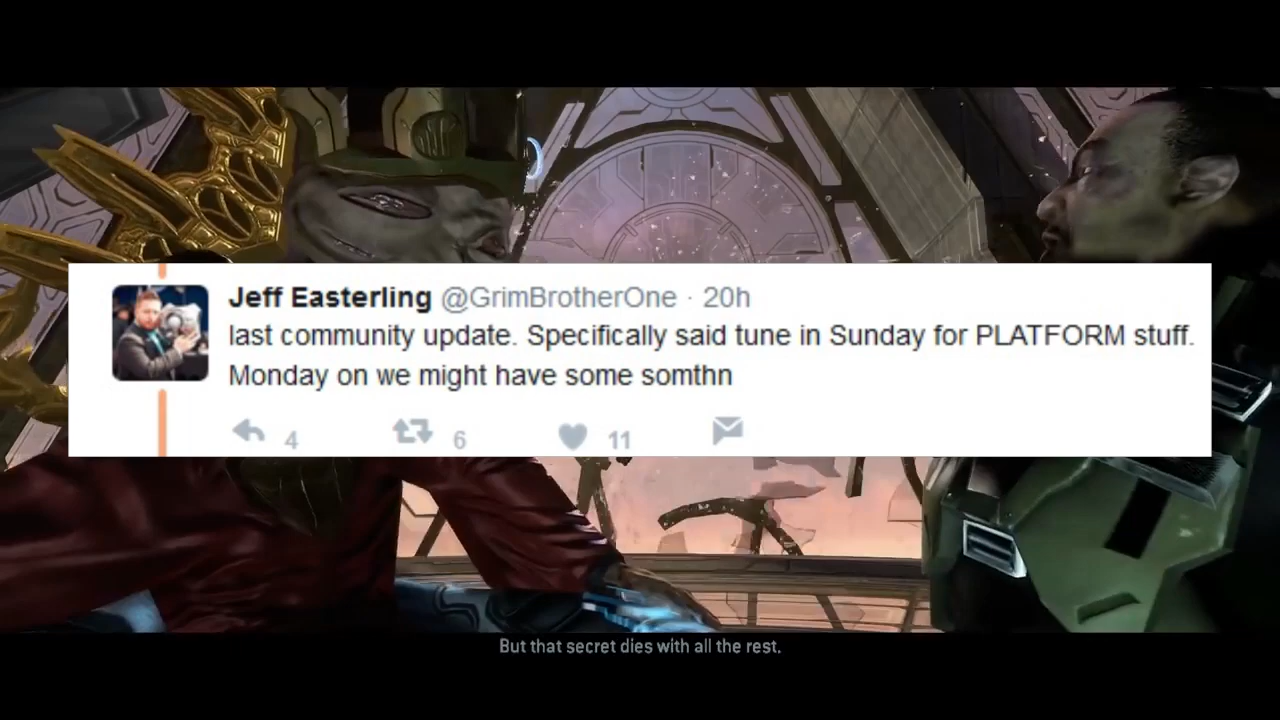 Jeff Easterling @GrimBrotherOne · 20h
last community update. Specifically said tune in Sunday for PLATFORM stuff.
Monday on we might have some somthn
4 6 11
But that secret dies with all the rest.